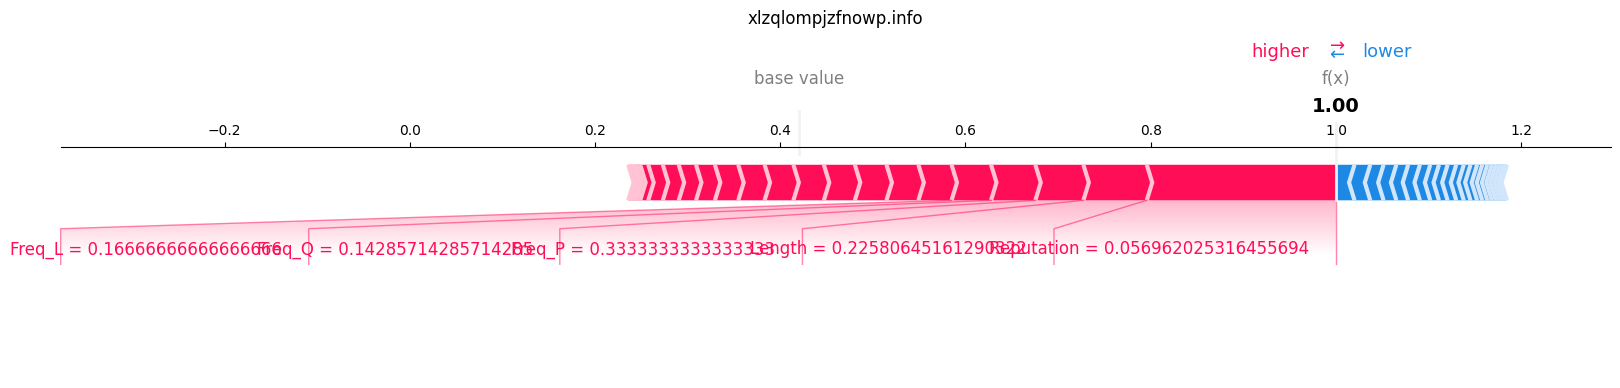 xlzqlompjzfnowp.info
higher ⇄ lower
base value f(x)
1.00
−0.2 0.0 0.2 0.4 0.6 0.8 1.0 1.2
Freq_L = 0.16666666666666666 Freq_Q = 0.14285714285714285 Freq_P = 0.3333333333333333 Length = 0.22580645161290322 Reputation = 0.056962025316455694